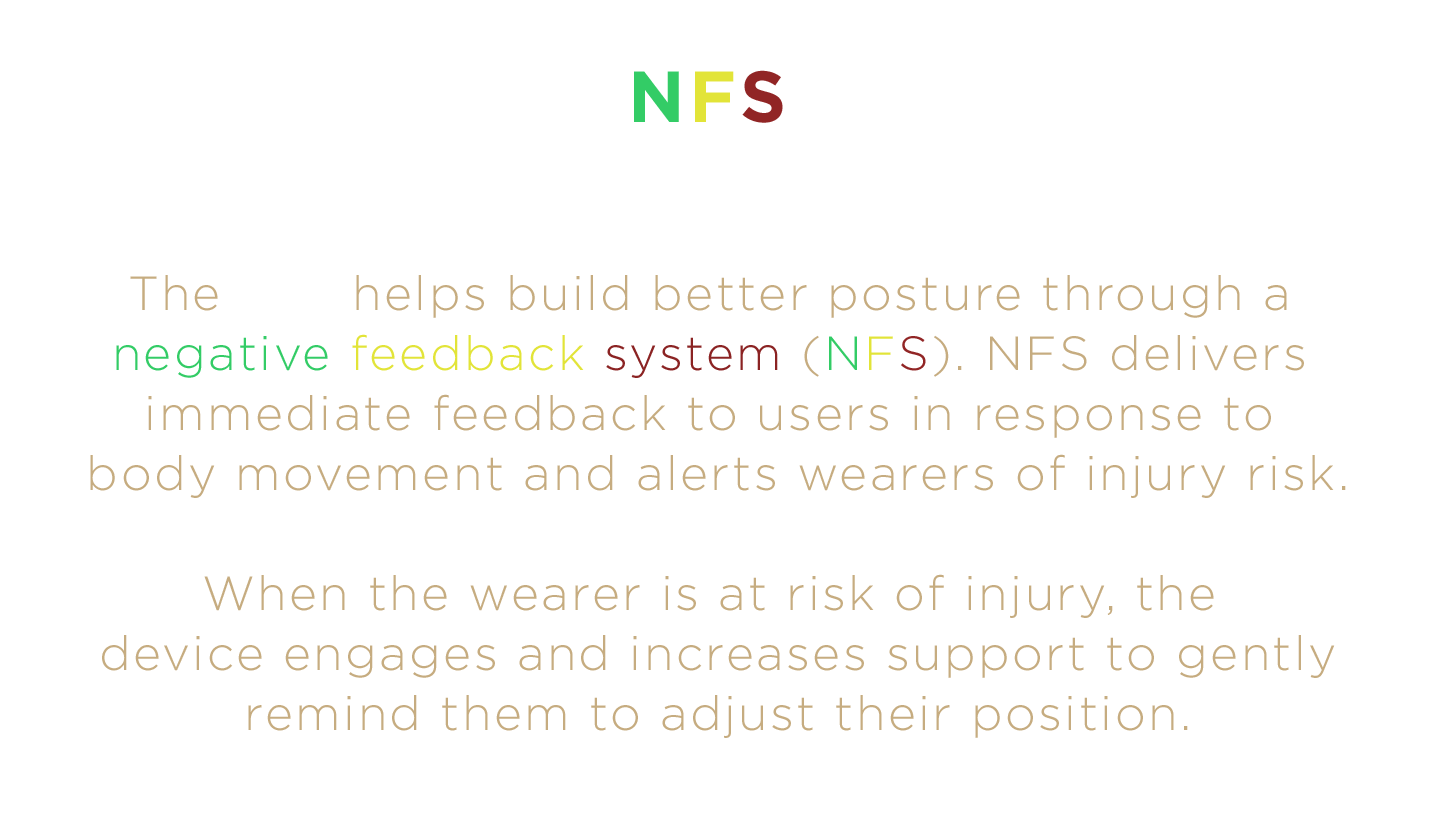 NFS
The helps build better posture through a
negative feedback system (NFS). NFS delivers
immediate feedback to users in response to
body movement and alerts wearers of injury risk.
When the wearer is at risk of injury, the
device engages and increases support to gently
remind them to adjust their position.